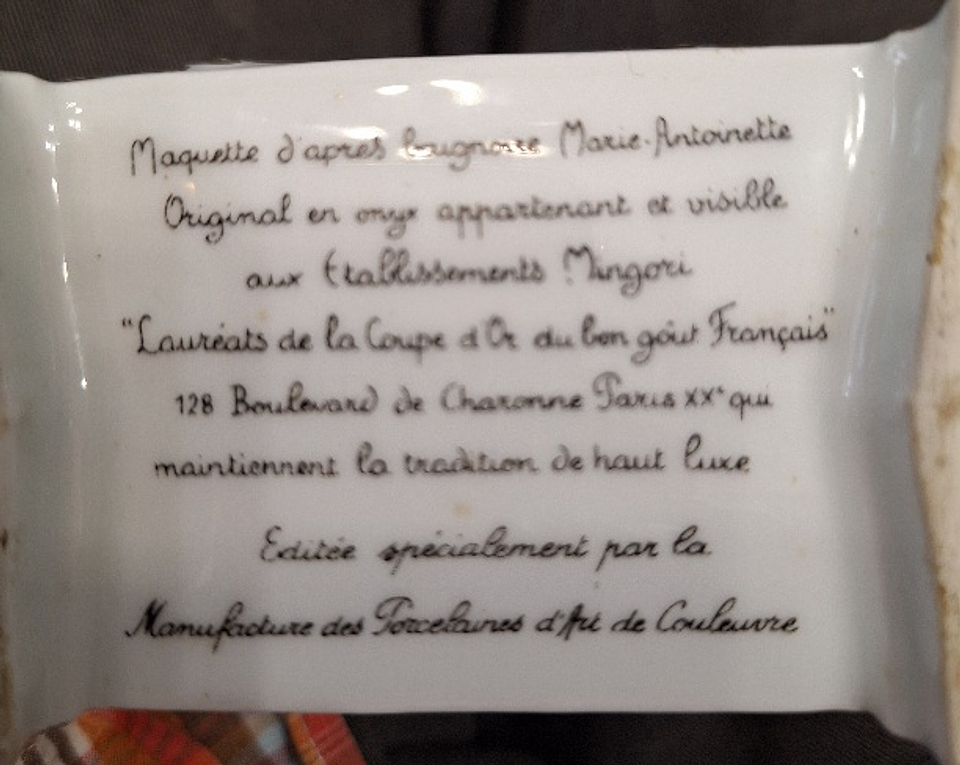 Maquette d'après baignoire Marie-Antoinette
Original en onyx appartenant et visible
aux Etablissements Mingori
"Lauréats de la Coupe d'Or du bon goût Français"
128 Boulevard de Charonne Paris XXe qui
maintiennent la tradition de haut luxe
Editée spécialement par la
Manufacture des Porcelaines d'Art de Couleuvre